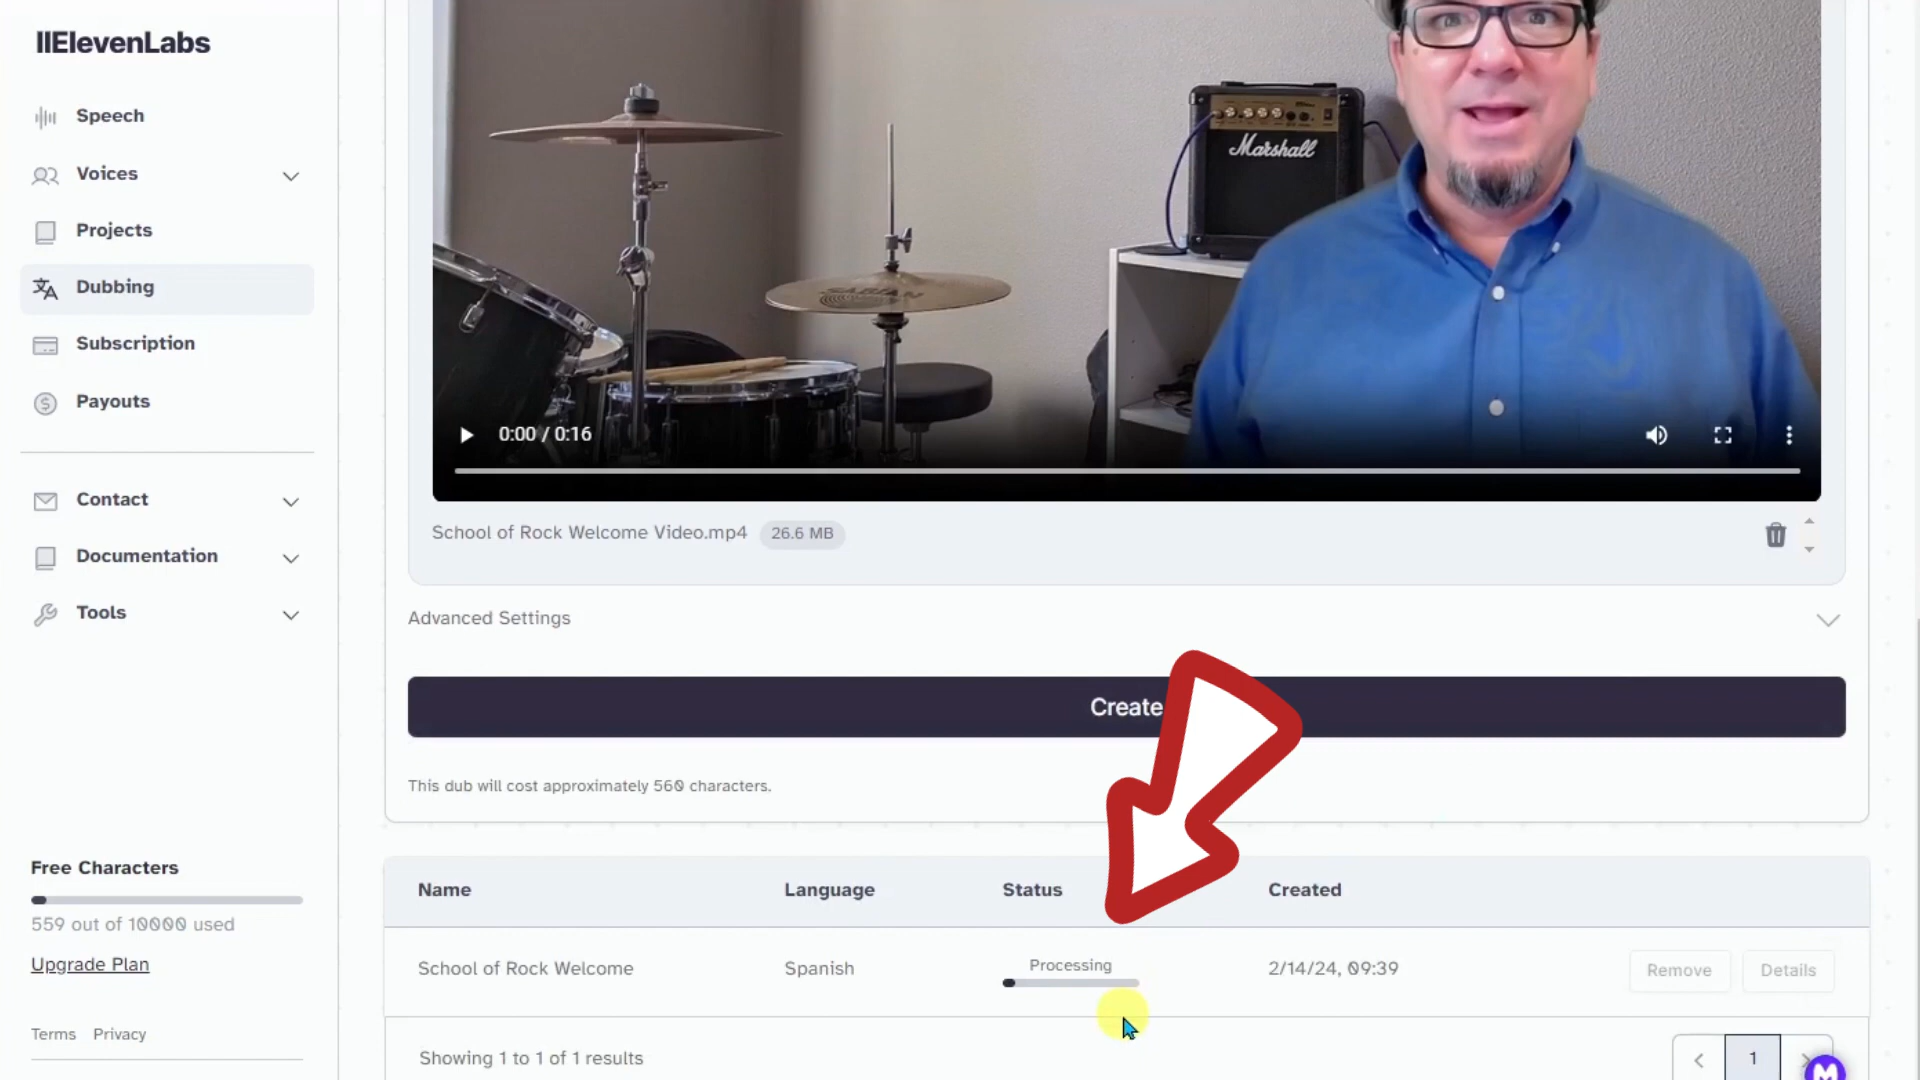 IIElevenLabs
Speech
Voices
Projects
Dubbing
Subscription
Payouts
Contact
Documentation
Tools
Free Characters
559 out of 10000 used
Upgrade Plan
Terms Privacy
Marshall
SABIAN
0:00 / 0:16
School of Rock Welcome Video.mp4 26.6 MB
Advanced Settings
Create
This dub will cost approximately 560 characters.
Name Language Status Created
School of Rock Welcome Spanish Processing 2/14/24, 09:39 Remove Details
Showing 1 to 1 of 1 results
1